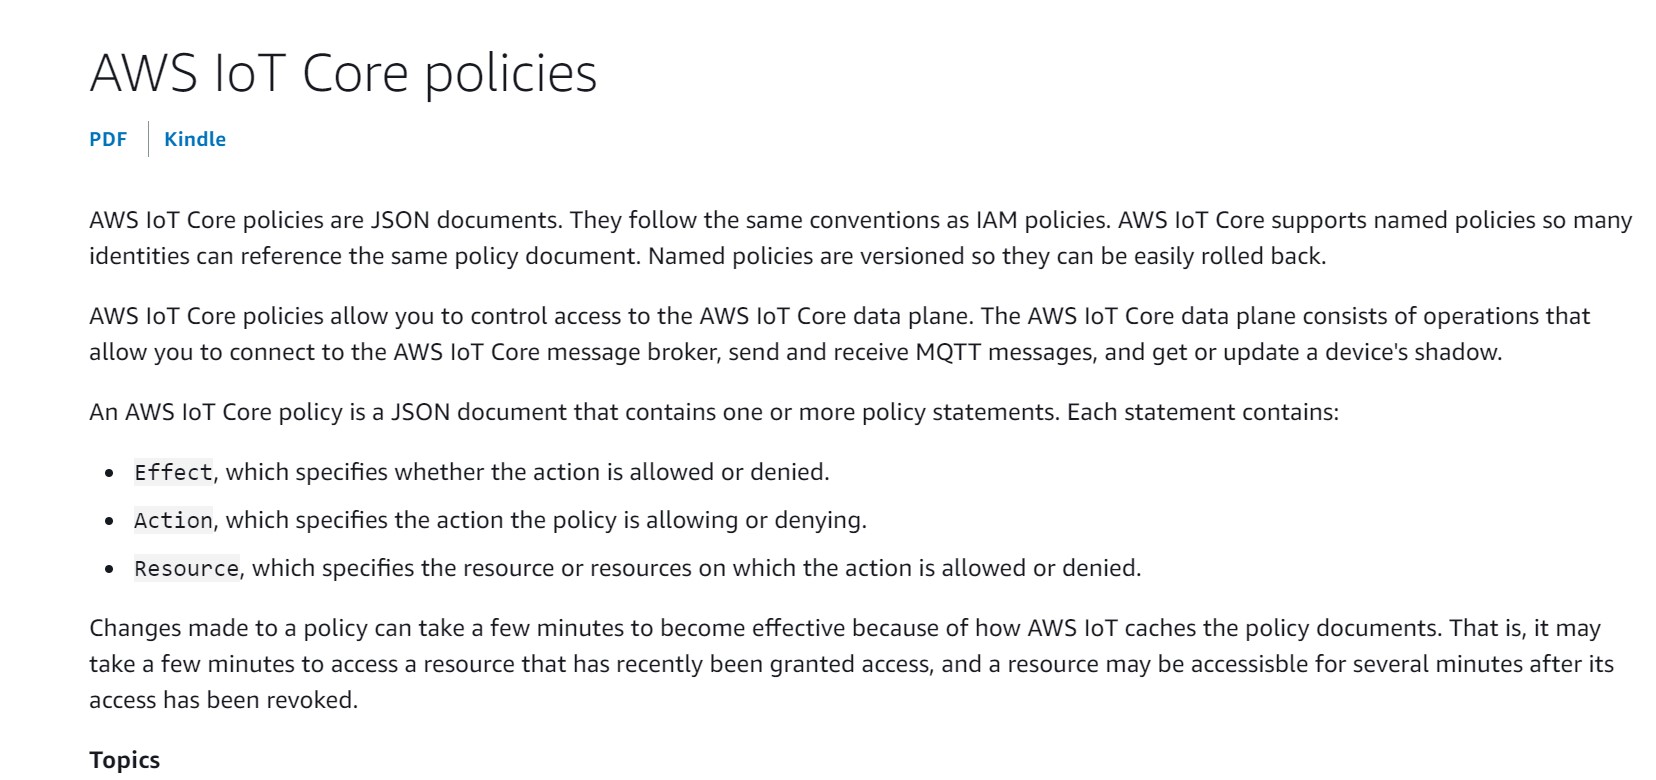 AWS IoT Core policies
PDF
Kindle
AWS IoT Core policies are JSON documents. They follow the same conventions as IAM policies. AWS IoT Core supports named policies so many
identities can reference the same policy document. Named policies are versioned so they can be easily rolled back.
AWS IoT Core policies allow you to control access to the AWS IoT Core data plane. The AWS IoT Core data plane consists of operations that
allow you to connect to the AWS IoT Core message broker, send and receive MQTT messages, and get or update a device's shadow.
An AWS IoT Core policy is a JSON document that contains one or more policy statements. Each statement contains:
• Effect, which specifies whether the action is allowed or denied.
• Action, which specifies the action the policy is allowing or denying.
• Resource, which specifies the resource or resources on which the action is allowed or denied.
Changes made to a policy can take a few minutes to become effective because of how AWS IoT caches the policy documents. That is, it may
take a few minutes to access a resource that has recently been granted access, and a resource may be accessisble for several minutes after its
access has been revoked.
Topics